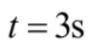 t = 3s